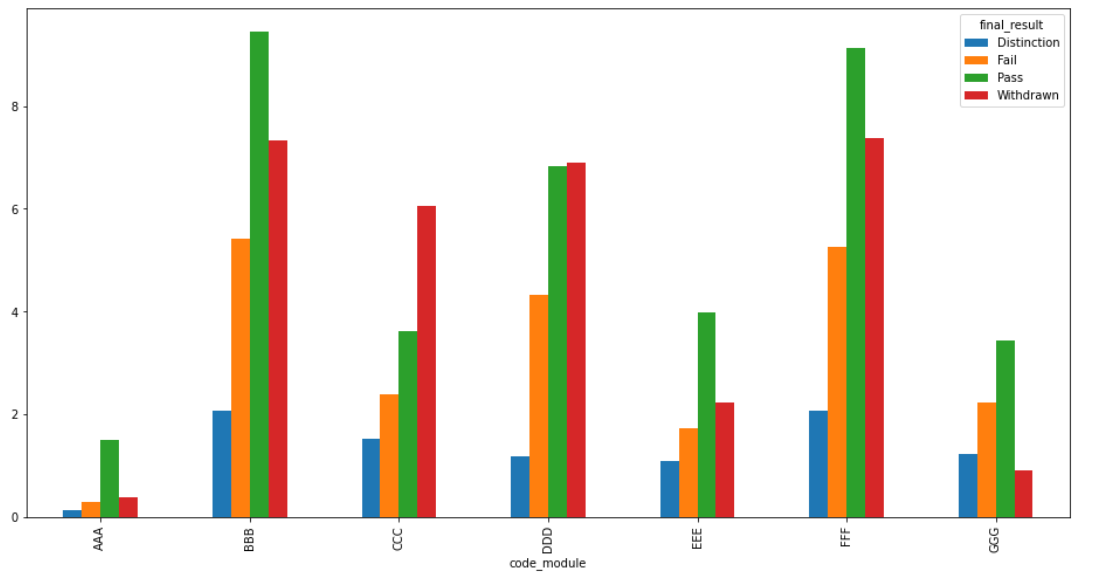 final_result
Distinction
Fail
Pass
Withdrawn
8
6
4
2
0
AAA
BBB
CCC
DDD
EEE
FFF
GGG
code_module